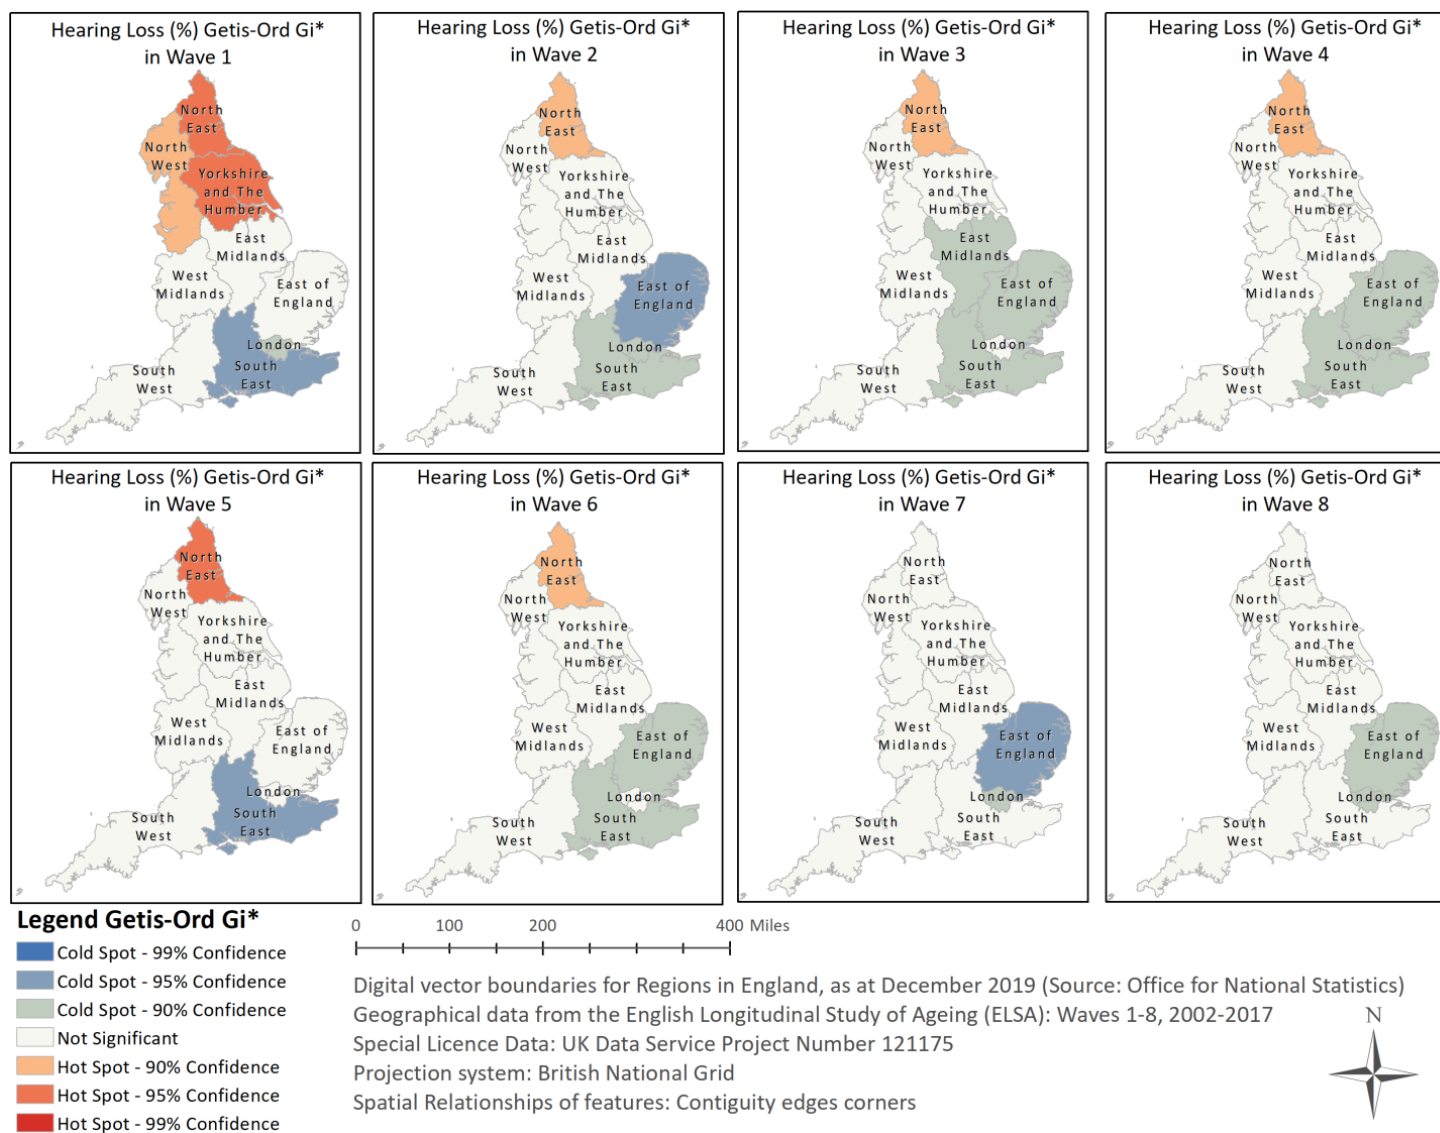 Hearing Loss (%) Getis-Ord Gi*
in Wave 1
North
East
North
West
Yorkshire
and The
Humber
East
Midlands
West
Midlands
East of
England
London
South
East
South
West
Hearing Loss (%) Getis-Ord Gi*
in Wave 2
North
East
North
West
Yorkshire
and The
Humber
East
Midlands
West
Midlands
East of
England
London
South
East
South
West
Hearing Loss (%) Getis-Ord Gi*
in Wave 3
North
East
North
West
Yorkshire
and The
Humber
East
Midlands
West
Midlands
East of
England
London
South
East
South
West
Hearing Loss (%) Getis-Ord Gi*
in Wave 4
North
East
North
West
Yorkshire
and The
Humber
East
Midlands
West
Midlands
East of
England
London
South
East
South
West
Hearing Loss (%) Getis-Ord Gi*
in Wave 5
North
East
North
West
Yorkshire
and The
Humber
East
Midlands
West
Midlands
East of
England
London
South
East
South
West
Hearing Loss (%) Getis-Ord Gi*
in Wave 6
North
East
North
West
Yorkshire
and The
Humber
East
Midlands
West
Midlands
East of
England
London
South
East
South
West
Hearing Loss (%) Getis-Ord Gi*
in Wave 7
North
East
North
West
Yorkshire
and The
Humber
East
Midlands
West
Midlands
East of
England
London
South
East
South
West
Hearing Loss (%) Getis-Ord Gi*
in Wave 8
North
East
North
West
Yorkshire
and The
Humber
East
Midlands
West
Midlands
East of
England
London
South
East
South
West
Legend Getis-Ord Gi*
Cold Spot - 99% Confidence
Cold Spot - 95% Confidence
Cold Spot - 90% Confidence
Not Significant
Hot Spot - 90% Confidence
Hot Spot - 95% Confidence
Hot Spot - 99% Confidence
0 100 200 400 Miles
Digital vector boundaries for Regions in England, as at December 2019 (Source: Office for National Statistics)
Geographical data from the English Longitudinal Study of Ageing (ELSA): Waves 1-8, 2002-2017
Special Licence Data: UK Data Service Project Number 121175
Projection system: British National Grid
Spatial Relationships of features: Contiguity edges corners
N